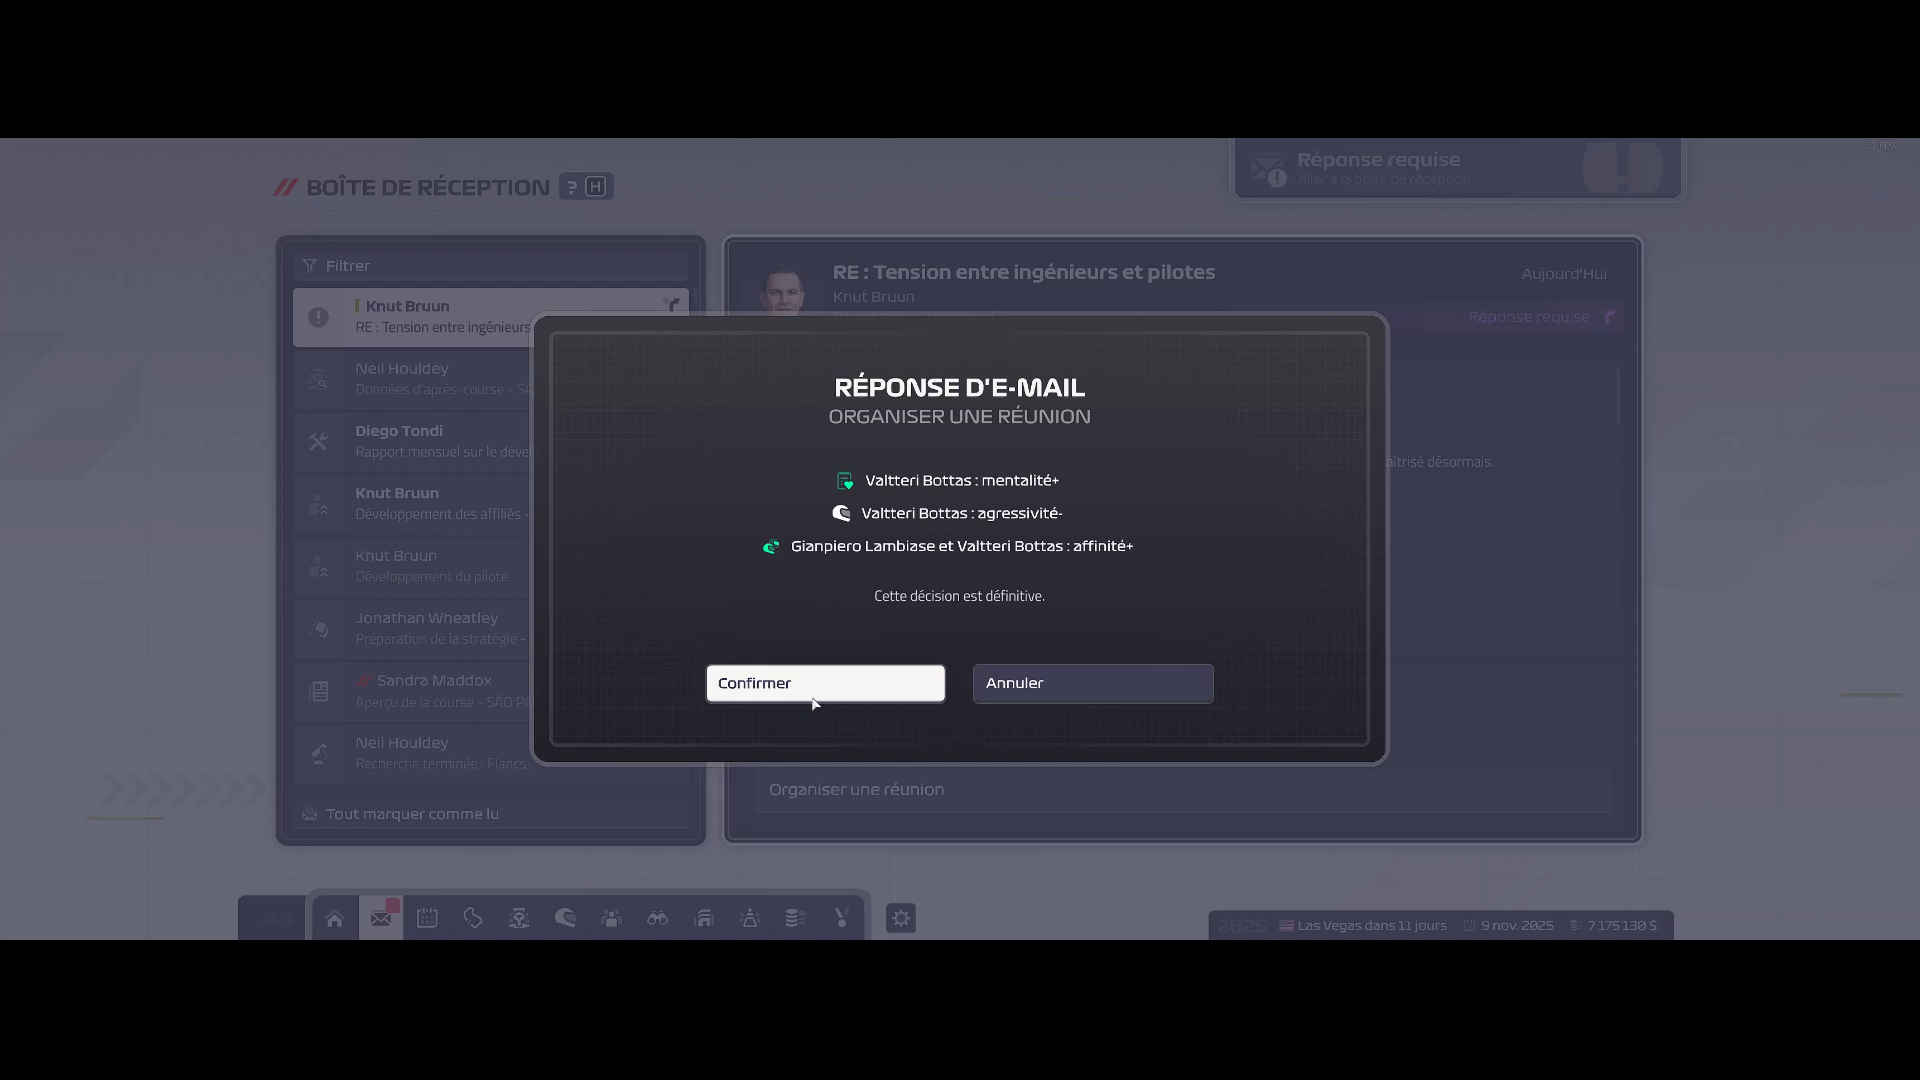 BOÎTE DE RÉCEPTION ? H
Réponse requise
Aller à la boîte de réception
Filtrer
Knut Bruun
RE : Tension entre ingénieurs
Neil Houldey
Données d'après-course - SÃ
Diego Tondi
Rapport mensuel sur le dével
Knut Bruun
Développement des affiliés -
Knut Bruun
Développement du pilote
Jonathan Wheatley
Préparation de la stratégie -
Sandra Maddox
Aperçu de la course - SÃO PA
Neil Houldey
Recherche terminée : Flancs
Tout marquer comme lu
RE : Tension entre ingénieurs et pilotes
Aujourd'Hui
Knut Bruun
Réponse requise
aîtrisé désormais.
RÉPONSE D'E-MAIL
ORGANISER UNE RÉUNION
Valtteri Bottas : mentalité+
Valtteri Bottas : agressivité-
Gianpiero Lambiase et Valtteri Bottas : affinité+
Cette décision est définitive.
Confirmer
Annuler
Organiser une réunion
2025 Las Vegas dans 11 jours 9 nov. 2025 7 175 130 $